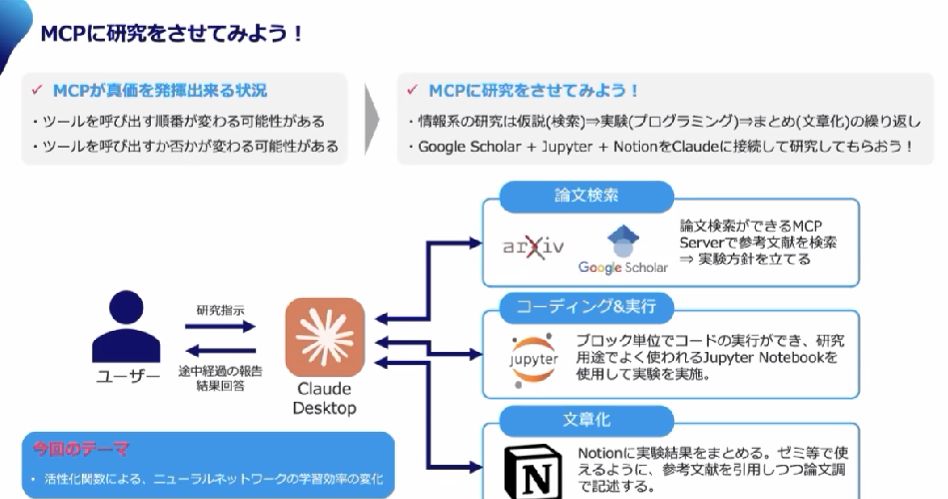 MCPに研究をさせてみよう！
✓ MCPが真価を発揮出来る状況
・ツールを呼び出す順番が変わる可能性がある
・ツールを呼び出すか否かが変わる可能性がある
✓ MCPに研究をさせてみよう！
・情報系の研究は仮説(検索)⇒実験(プログラミング)⇒まとめ(文章化)の繰り返し
・Google Scholar + Jupyter + NotionをClaudeに接続して研究してもらおう！
論文検索
arXiv
Google Scholar
論文検索ができるMCP
Serverで参考文献を検索
⇒ 実験方針を立てる
研究指示
途中経過の報告
結果回答
ユーザー
Claude
Desktop
コーディング&実行
jupyter
ブロック単位でコードの実行ができ、研究
用途でよく使われるJupyter Notebookを
使用して実験を実施。
文章化
N
Notionに実験結果をまとめる。ゼミ等で使
えるように、参考文献を引用しつつ論文調
で記述する。
今回のテーマ
・ 活性化関数による、ニューラルネットワークの学習効率の変化